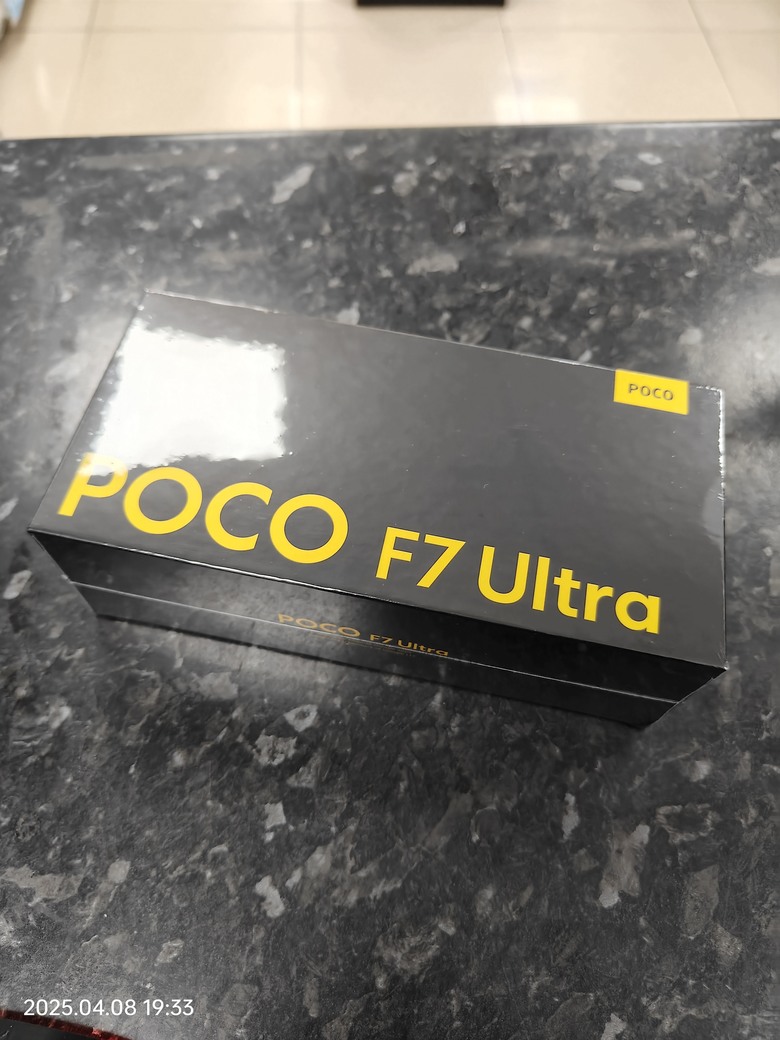 POCO
POCO F7 Ultra
POCO F7 Ultra
2025.04.08 19:33